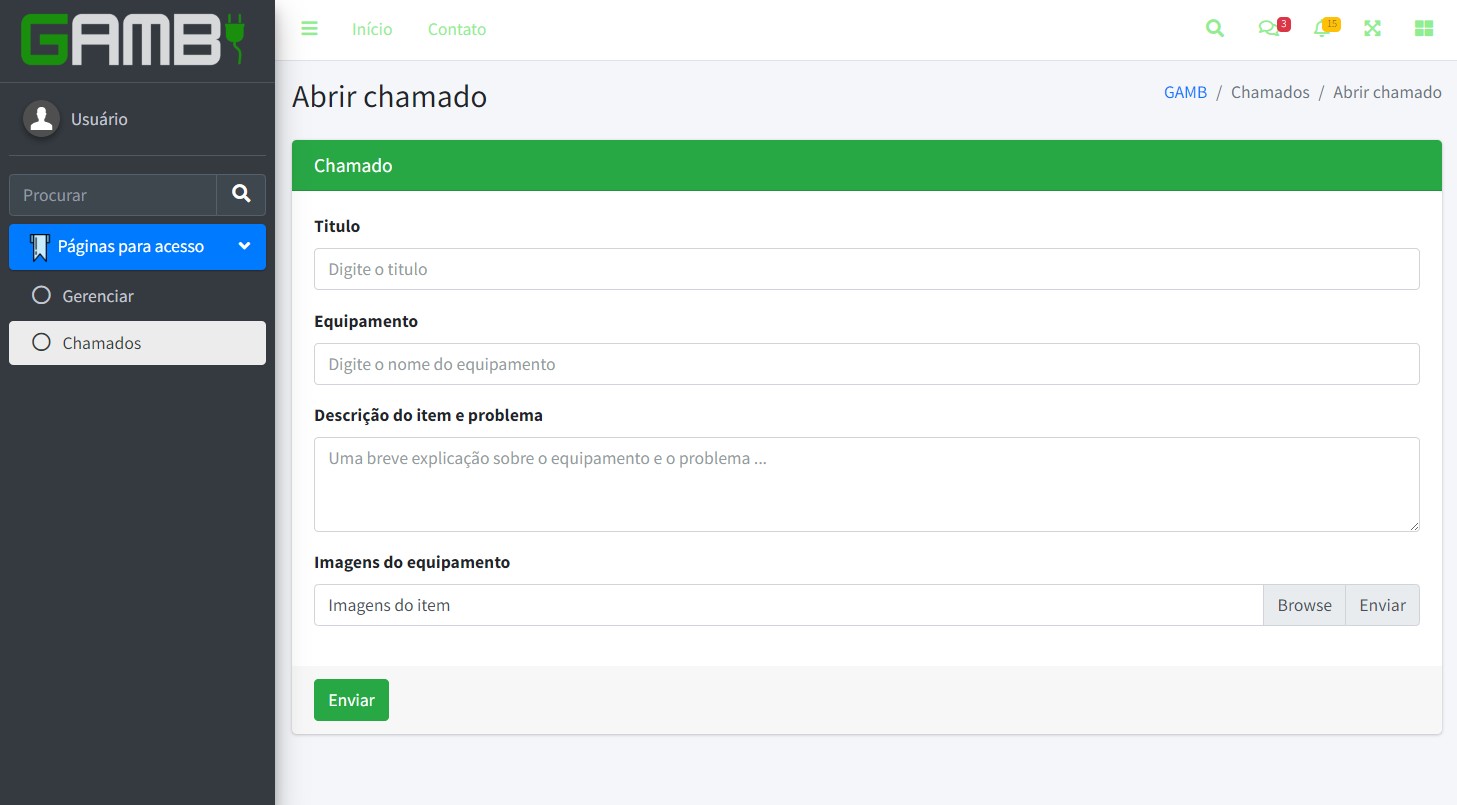 GAMB
Início Contato 3 15
Usuário
Procurar
Páginas para acesso
Gerenciar
Chamados
Abrir chamado
GAMB / Chamados / Abrir chamado
Chamado
Titulo
Digite o titulo
Equipamento
Digite o nome do equipamento
Descrição do item e problema
Uma breve explicação sobre o equipamento e o problema ...
Imagens do equipamento
Imagens do item Browse Enviar
Enviar